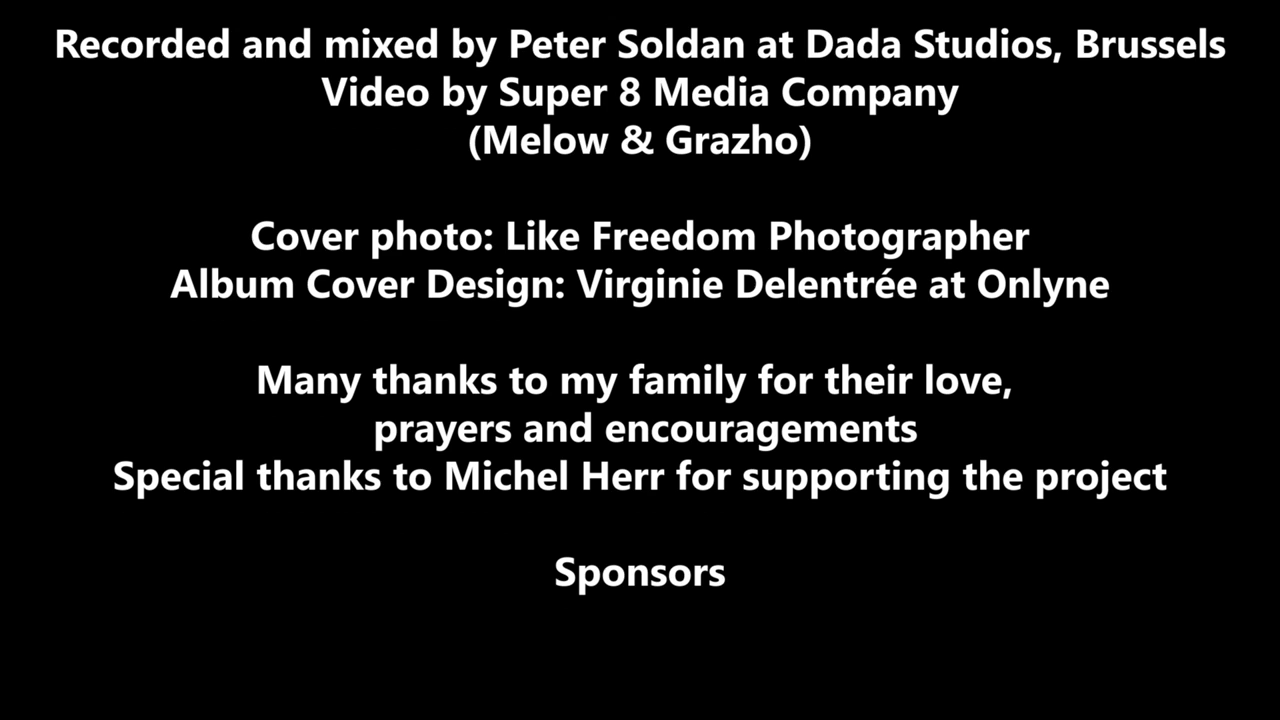 Recorded and mixed by Peter Soldan at Dada Studios, Brussels
Video by Super 8 Media Company
(Melow & Grazho)
Cover photo: Like Freedom Photographer
Album Cover Design: Virginie Delentrée at Onlyne
Many thanks to my family for their love,
prayers and encouragements
Special thanks to Michel Herr for supporting the project
Sponsors